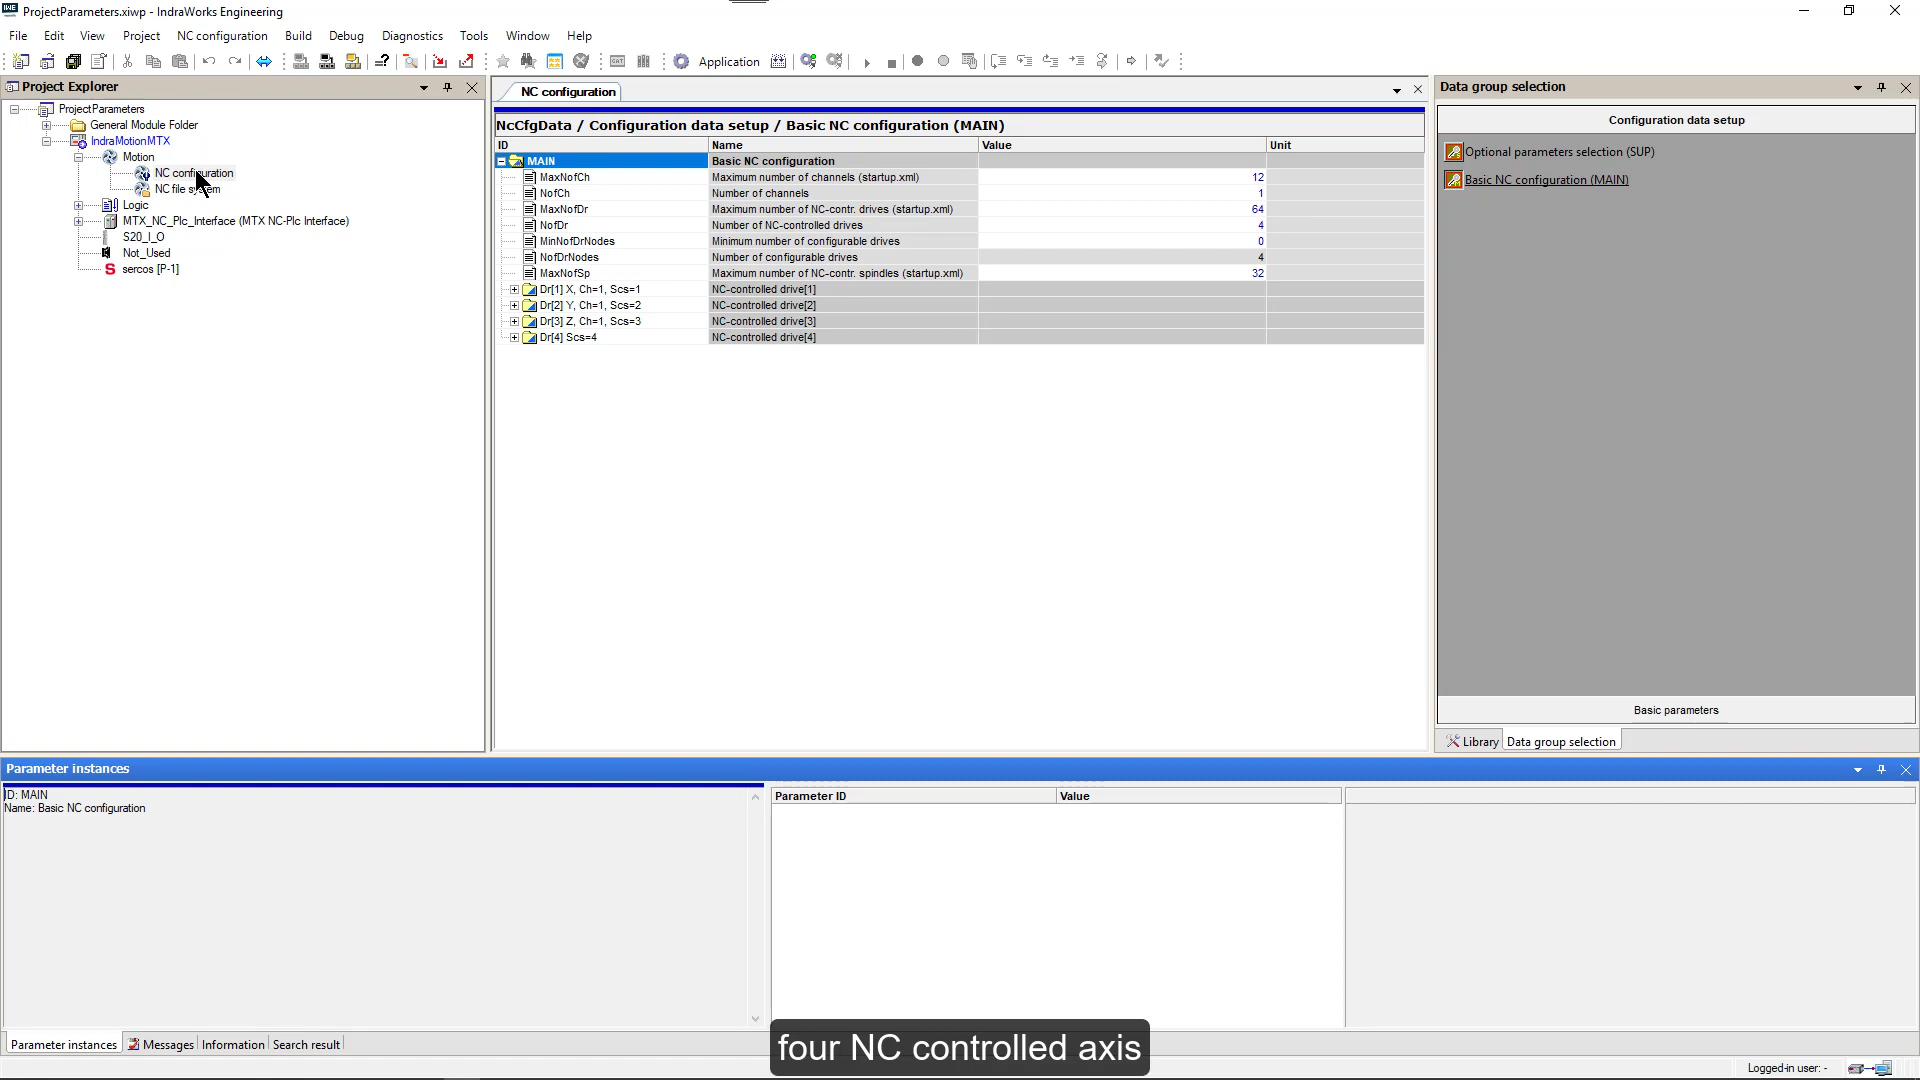 IWE ProjectParameters.xiwp - IndraWorks Engineering
File Edit View Project NC configuration Build Debug Diagnostics Tools Window Help
Application
Project Explorer
ProjectParameters
General Module Folder
IndraMotionMTX
Motion
NC configuration
NC file system
Logic
MTX_NC_Plc_Interface (MTX NC-Plc Interface)
S20_I_O
Not_Used
S sercos [P-1]
NC configuration
NcCfgData / Configuration data setup / Basic NC configuration (MAIN)
ID Name Value Unit
MAIN Basic NC configuration
MaxNofCh Maximum number of channels (startup.xml) 12
NofCh Number of channels 1
MaxNofDr Maximum number of NC-contr. drives (startup.xml) 64
NofDr Number of NC-controlled drives 4
MinNofDrNodes Minimum number of configurable drives 0
NofDrNodes Number of configurable drives 4
MaxNofSp Maximum number of NC-contr. spindles (startup.xml) 32
Dr[1] X, Ch=1, Scs=1 NC-controlled drive[1]
Dr[2] Y, Ch=1, Scs=2 NC-controlled drive[2]
Dr[3] Z, Ch=1, Scs=3 NC-controlled drive[3]
Dr[4] Scs=4 NC-controlled drive[4]
Data group selection
Configuration data setup
Optional parameters selection (SUP)
Basic NC configuration (MAIN)
Basic parameters
Library Data group selection
Parameter instances
ID: MAIN
Name: Basic NC configuration
Parameter ID Value
Parameter instances Messages Information Search result
four NC controlled axis
Logged-in user: -